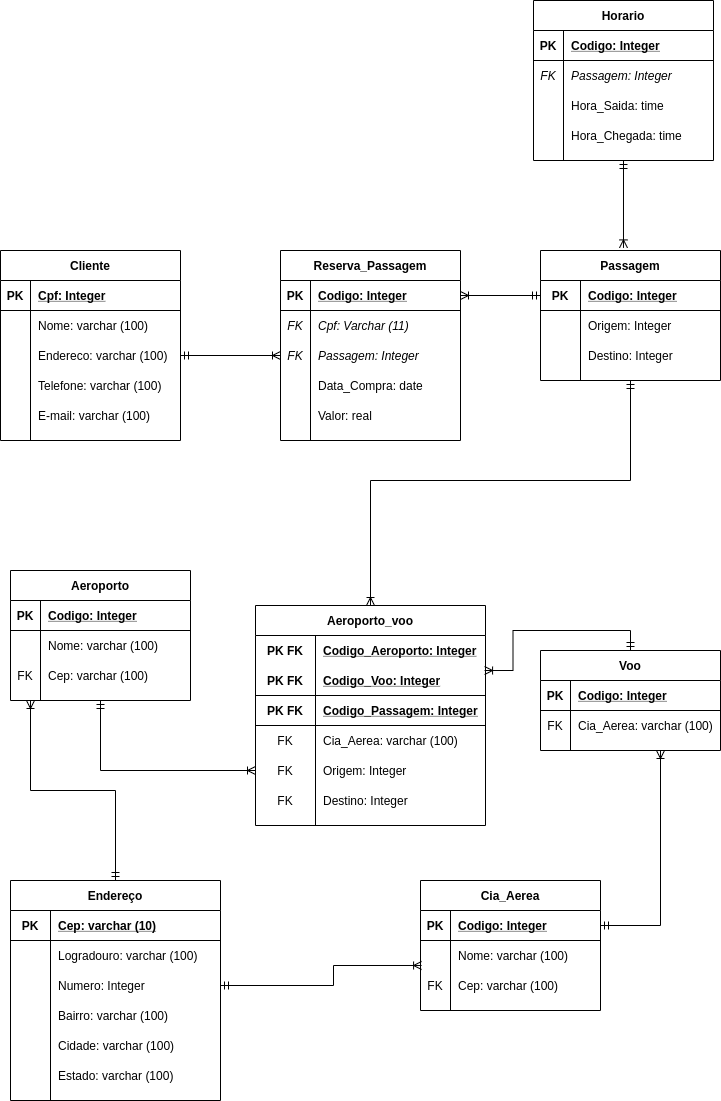 Horario
PK Codigo: Integer
FK Passagem: Integer
Hora_Saida: time
Hora_Chegada: time
Cliente
PK Cpf: Integer
Nome: varchar (100)
Endereco: varchar (100)
Telefone: varchar (100)
E-mail: varchar (100)
Reserva_Passagem
PK Codigo: Integer
FK Cpf: Varchar (11)
FK Passagem: Integer
Data_Compra: date
Valor: real
Passagem
PK Codigo: Integer
Origem: Integer
Destino: Integer
Aeroporto
PK Codigo: Integer
Nome: varchar (100)
FK Cep: varchar (100)
Aeroporto_voo
PK FK Codigo_Aeroporto: Integer
PK FK Codigo_Voo: Integer
PK FK Codigo_Passagem: Integer
FK Cia_Aerea: varchar (100)
FK Origem: Integer
FK Destino: Integer
Voo
PK Codigo: Integer
FK Cia_Aerea: varchar (100)
Endereço
PK Cep: varchar (10)
Logradouro: varchar (100)
Numero: Integer
Bairro: varchar (100)
Cidade: varchar (100)
Estado: varchar (100)
Cia_Aerea
PK Codigo: Integer
Nome: varchar (100)
FK Cep: varchar (100)